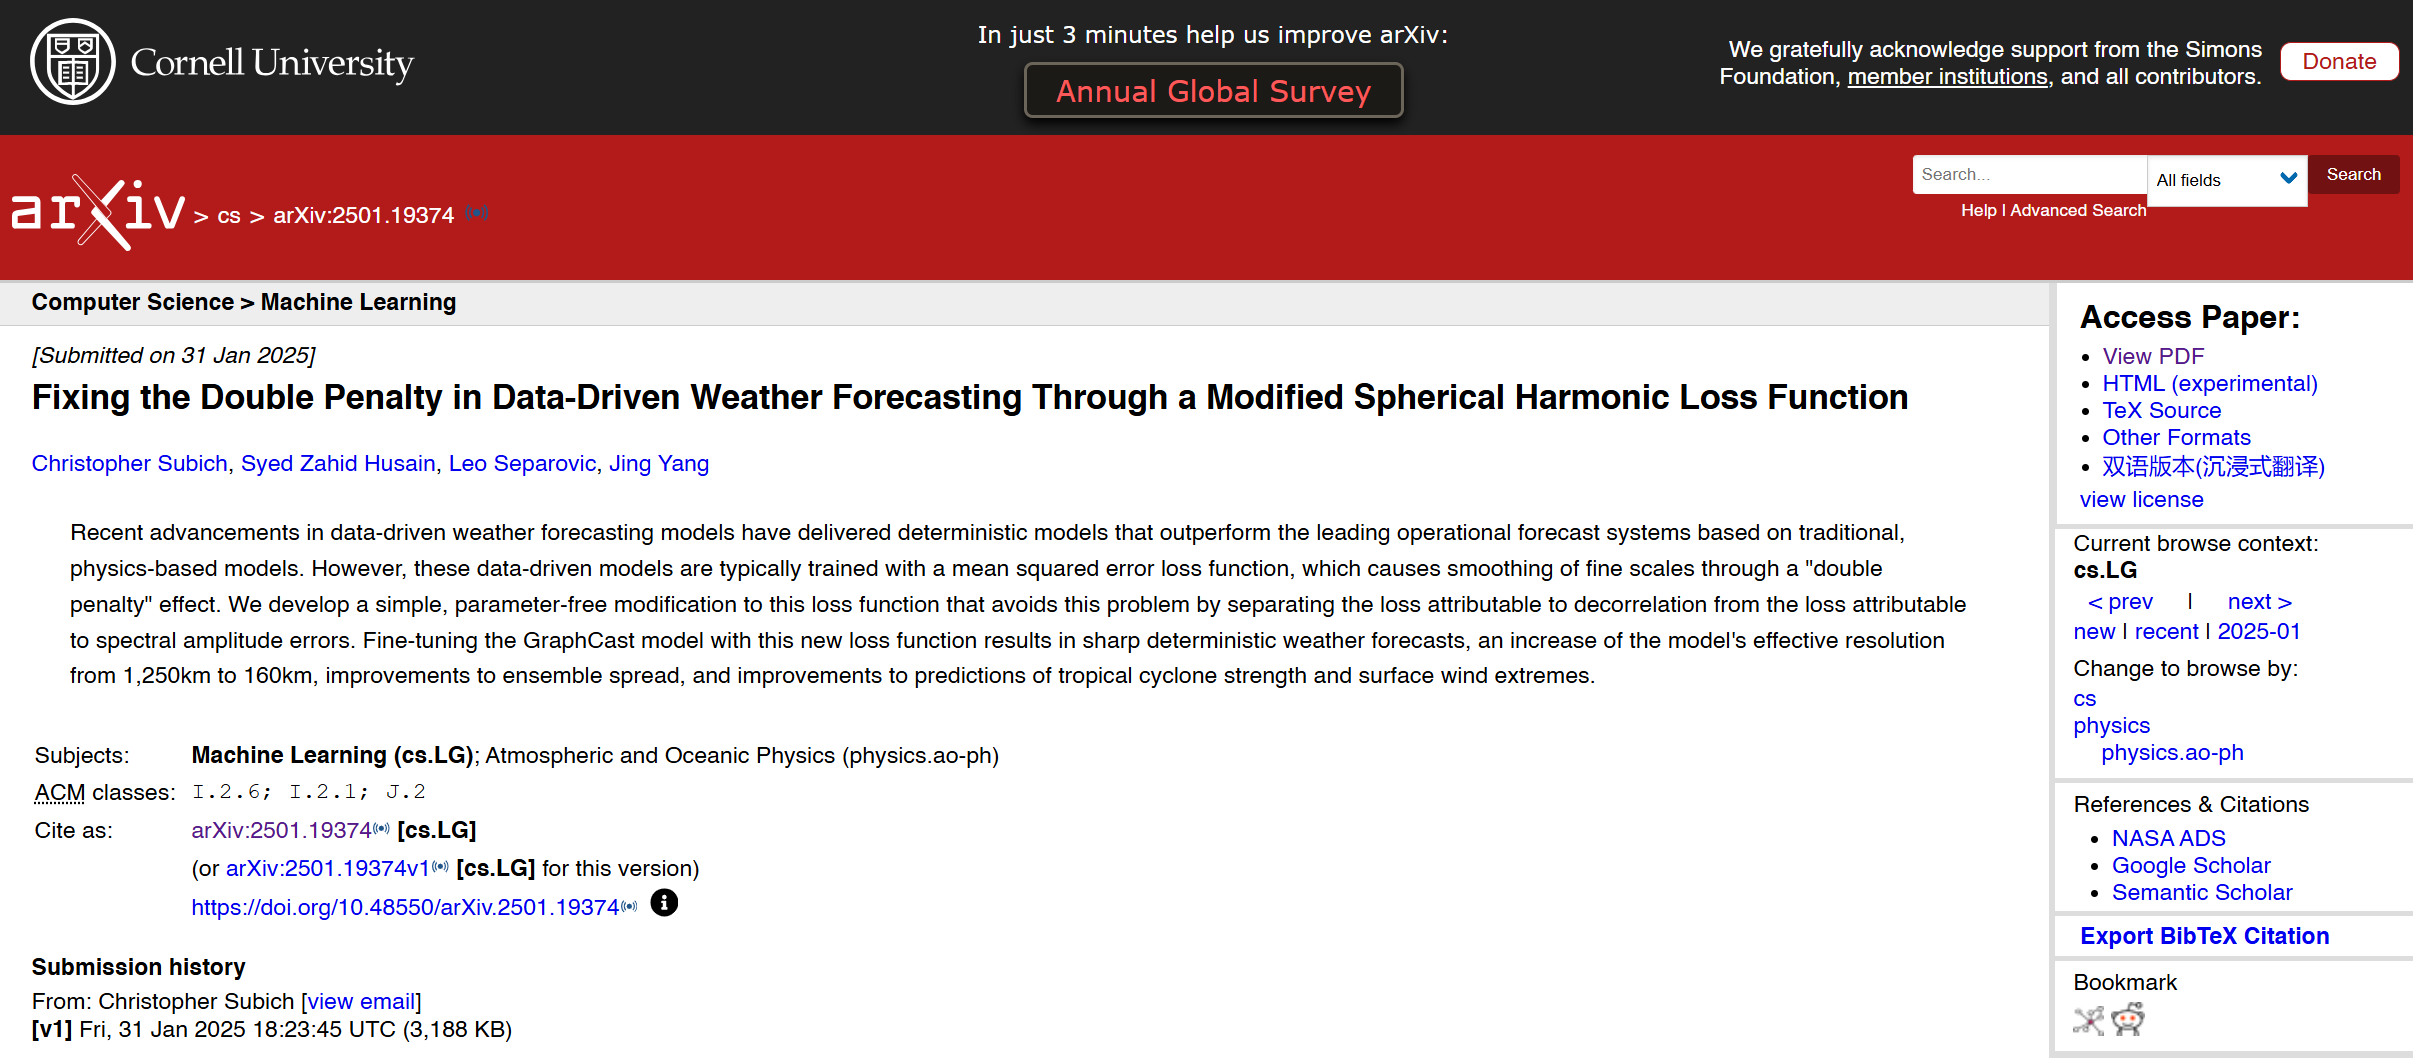 Cornell University
In just 3 minutes help us improve arXiv:
Annual Global Survey
We gratefully acknowledge support from the Simons
Foundation, member institutions, and all contributors.
Donate
arXiv > cs > arXiv:2501.19374
Search...
All fields
Search
Help | Advanced Search
Computer Science > Machine Learning
[Submitted on 31 Jan 2025]
Fixing the Double Penalty in Data-Driven Weather Forecasting Through a Modified Spherical Harmonic Loss Function
Christopher Subich, Syed Zahid Husain, Leo Separovic, Jing Yang
Recent advancements in data-driven weather forecasting models have delivered deterministic models that outperform the leading operational forecast systems based on traditional,
physics-based models. However, these data-driven models are typically trained with a mean squared error loss function, which causes smoothing of fine scales through a "double
penalty" effect. We develop a simple, parameter-free modification to this loss function that avoids this problem by separating the loss attributable to decorrelation from the loss attributable
to spectral amplitude errors. Fine-tuning the GraphCast model with this new loss function results in sharp deterministic weather forecasts, an increase of the model's effective resolution
from 1,250km to 160km, improvements to ensemble spread, and improvements to predictions of tropical cyclone strength and surface wind extremes.
Subjects: Machine Learning (cs.LG); Atmospheric and Oceanic Physics (physics.ao-ph)
ACM classes: I.2.6; I.2.1; J.2
Cite as: arXiv:2501.19374 [cs.LG]
(or arXiv:2501.19374v1 [cs.LG] for this version)
https://doi.org/10.48550/arXiv.2501.19374
Submission history
From: Christopher Subich [view email]
[v1] Fri, 31 Jan 2025 18:23:45 UTC (3,188 KB)
Access Paper:
View PDF
HTML (experimental)
TeX Source
Other Formats
双语版本(沉浸式翻译)
view license
Current browse context:
cs.LG
< prev | next >
new | recent | 2025-01
Change to browse by:
cs
physics
physics.ao-ph
References & Citations
NASA ADS
Google Scholar
Semantic Scholar
Export BibTeX Citation
Bookmark